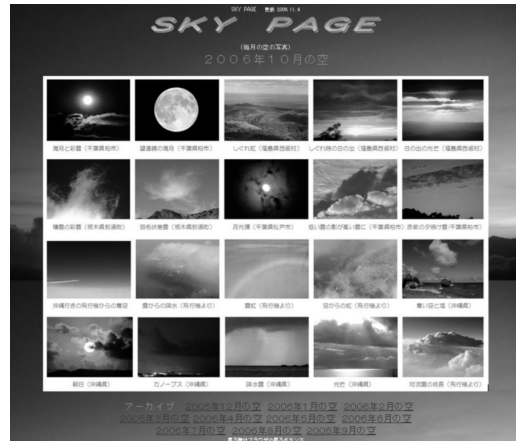 SKY PAGE 更新 2006.11.4
SKY PAGE
(毎月の空の写真)
2006年10月の空
満月と彩雲(千葉県柏市)
望遠鏡の満月(千葉県柏市)
しぐれ虹(福島県西郷村)
しぐれ時の日の出(福島県西郷村)
日の出の光芒(福島県西郷村)
積雲の彩雲(栃木県那須町)
羽毛状巻雲(栃木県那須町)
月光環(千葉県松戸市)
低い雲の影が高い雲に(千葉県柏市)
の夕焼け雲(千葉県柏市)
沖縄行きの飛行機からの青空
雲からの降水(飛行機より)
雲虹(飛行機より)
空からの虹(飛行機より)
青い空と海(沖縄県)
朝日(沖縄県)
カノープス(沖縄県)
降水雲(沖縄県)
光芒(沖縄県)
対流雲の成長(飛行機より)
アーカイブ 2005年12月の空 2006年1月の空 2006年2月の空
2006年3月の空 2006年4月の空 2006年5月の空 2006年6月の空
2006年7月の空 2006年8月の空 2006年9月の空